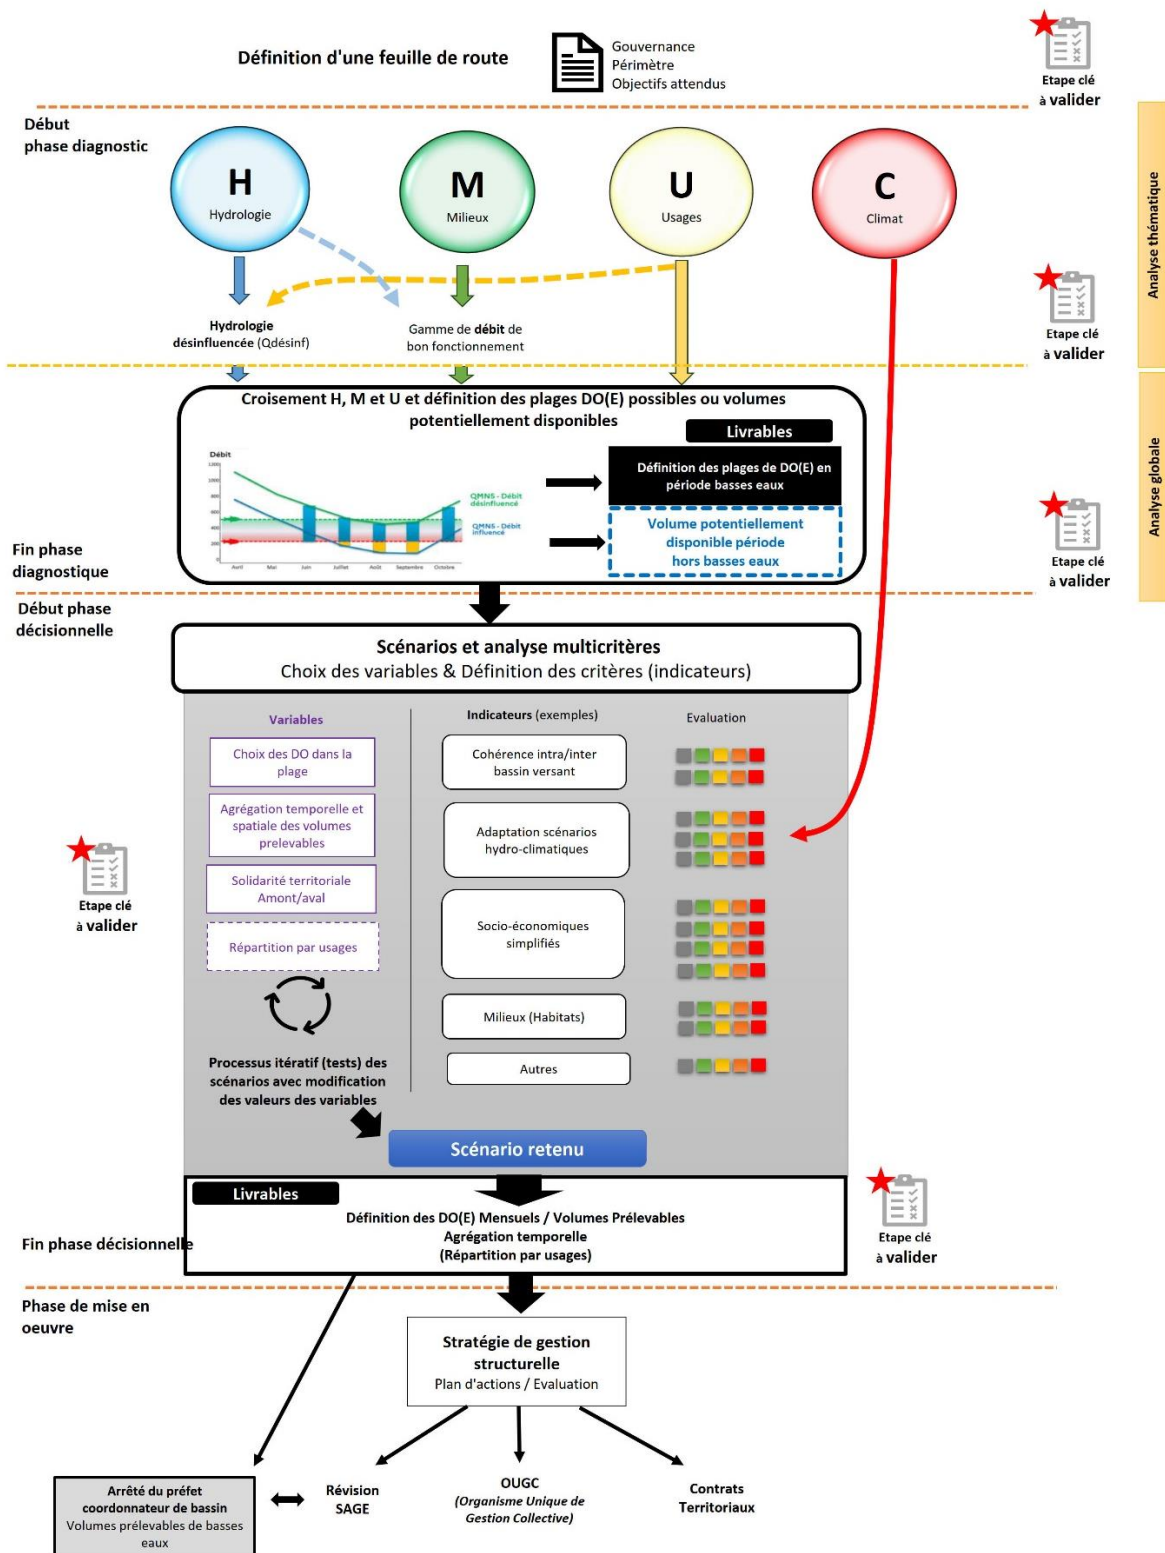 Définition d'une feuille de route
Gouvernance
Périmètre
Objectifs attendus
Etape clé
à valider
Début
phase diagnostic
H
Hydrologie
M
Milieux
U
Usages
C
Climat
Analyse thématique
Hydrologie
désinfluencée (Qdésinf)
Gamme de débit de
bon fonctionnement
Etape clé
à valider
Croisement H, M et U et définition des plages DO(E) possibles ou volumes
potentiellement disponibles
Livrables
Débit
1200
1000
800
600
400
200
0
Avril
Mai
Juin
Juillet
Août
Septembre
Octobre
QMN5 - Débit
désinfluencé
QMN5 - Débit
influencé
Définition des plages de DO(E) en
période basses eaux
Volume potentiellement
disponible période
hors basses eaux
Etape clé
à valider
Analyse globale
Fin phase
diagnostique
Début phase
décisionnelle
Scénarios et analyse multicritères
Choix des variables & Définition des critères (indicateurs)
Variables
Indicateurs (exemples)
Evaluation
Choix des DO dans la
plage
Cohérence intra/inter
bassin versant
Agrégation temporelle et
spatiale des volumes
prelevables
Adaptation scénarios
hydro-climatiques
Solidarité territoriale
Amont/aval
Socio-économiques
simplifiés
Répartition par usages
Etape clé
à valider
Milieux (Habitats)
Autres
Processus itératif (tests) des
scénarios avec modification
des valeurs des variables
Scénario retenu
Livrables
Définition des DO(E) Mensuels / Volumes Prélevables
Agrégation temporelle
(Répartition par usages)
Etape clé
à valider
Fin phase décisionnelle
Phase de mise en
oeuvre
Stratégie de gestion
structurelle
Plan d'actions / Evaluation
Arrêté du préfet
coordonnateur de bassin
Volumes prélevables de basses
eaux
Révision
SAGE
OUGC
(Organisme Unique de
Gestion Collective)
Contrats
Territoriaux